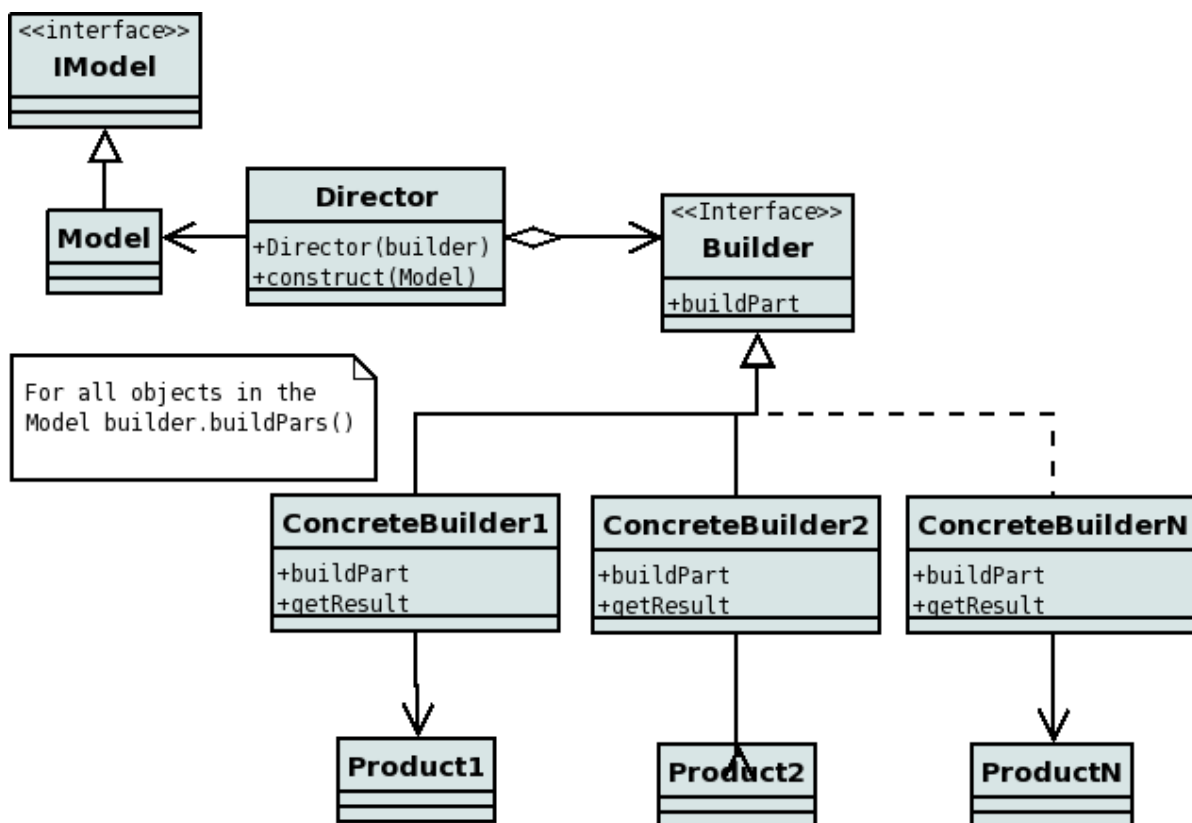 <<interface>>
IModel
Model
Director
+Director(builder)
+construct(Model)
<<Interface>>
Builder
+buildPart
For all objects in the
Model builder.buildPars()
ConcreteBuilder1
+buildPart
+getResult
ConcreteBuilder2
+buildPart
+getResult
ConcreteBuilderN
+buildPart
+getResult
Product1
Product2
ProductN